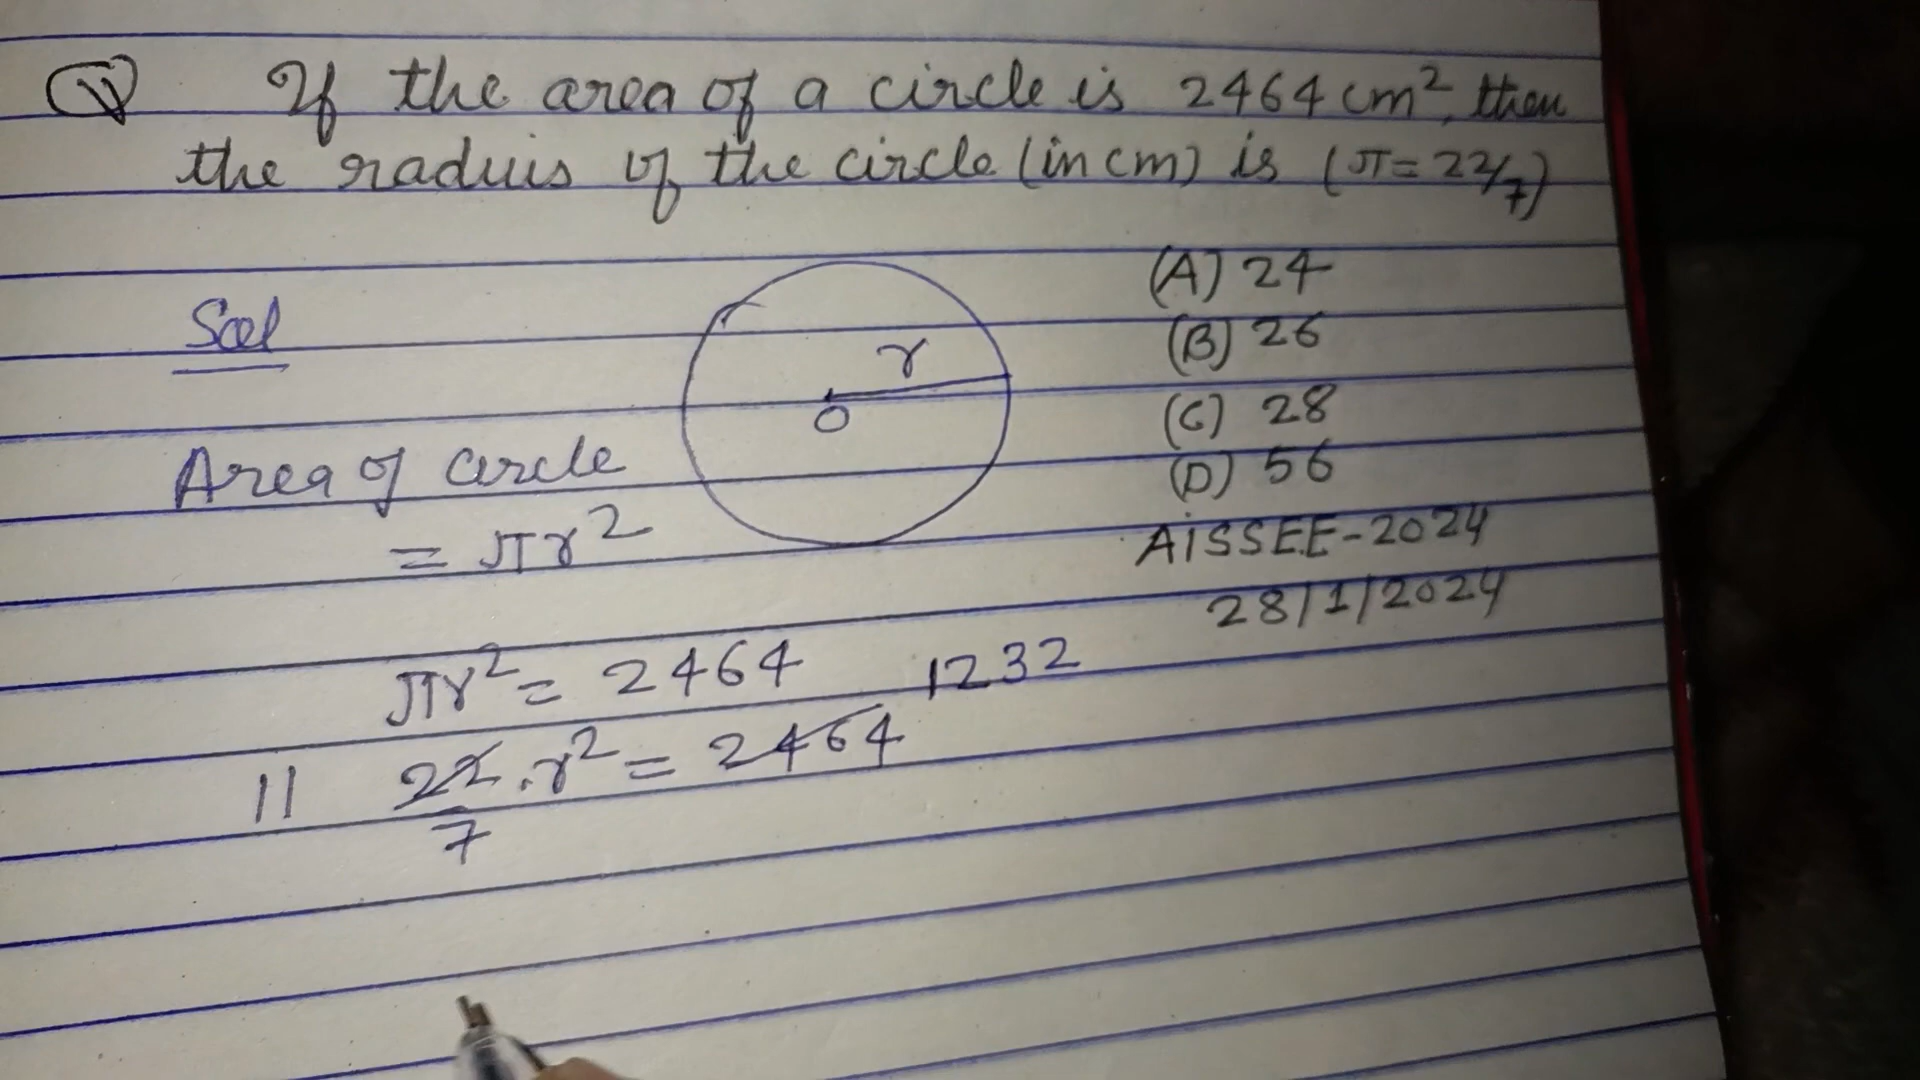 Q If the area of a circle is 2464 cm², then
the radius of the circle (in cm) is (π = 22/7)
Sol
r
O
(A) 24
(B) 26
(C) 28
(D) 56
AISSEE-2024
28/1/2024
Area of circle
= πr²
πr² = 2464
1232
11 22/7 . r² = 2464